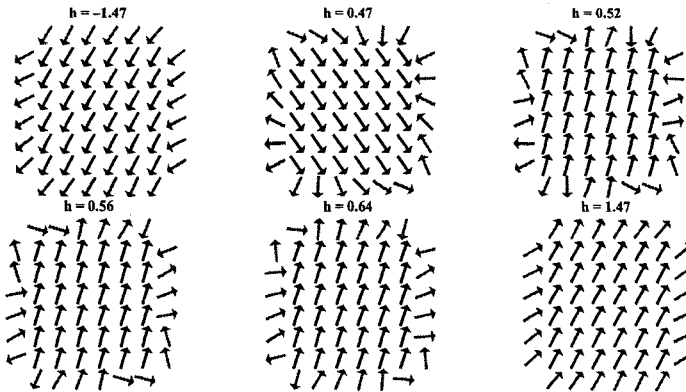 h = −1.47
h = 0.47
h = 0.52
h = 0.56
h = 0.64
h = 1.47